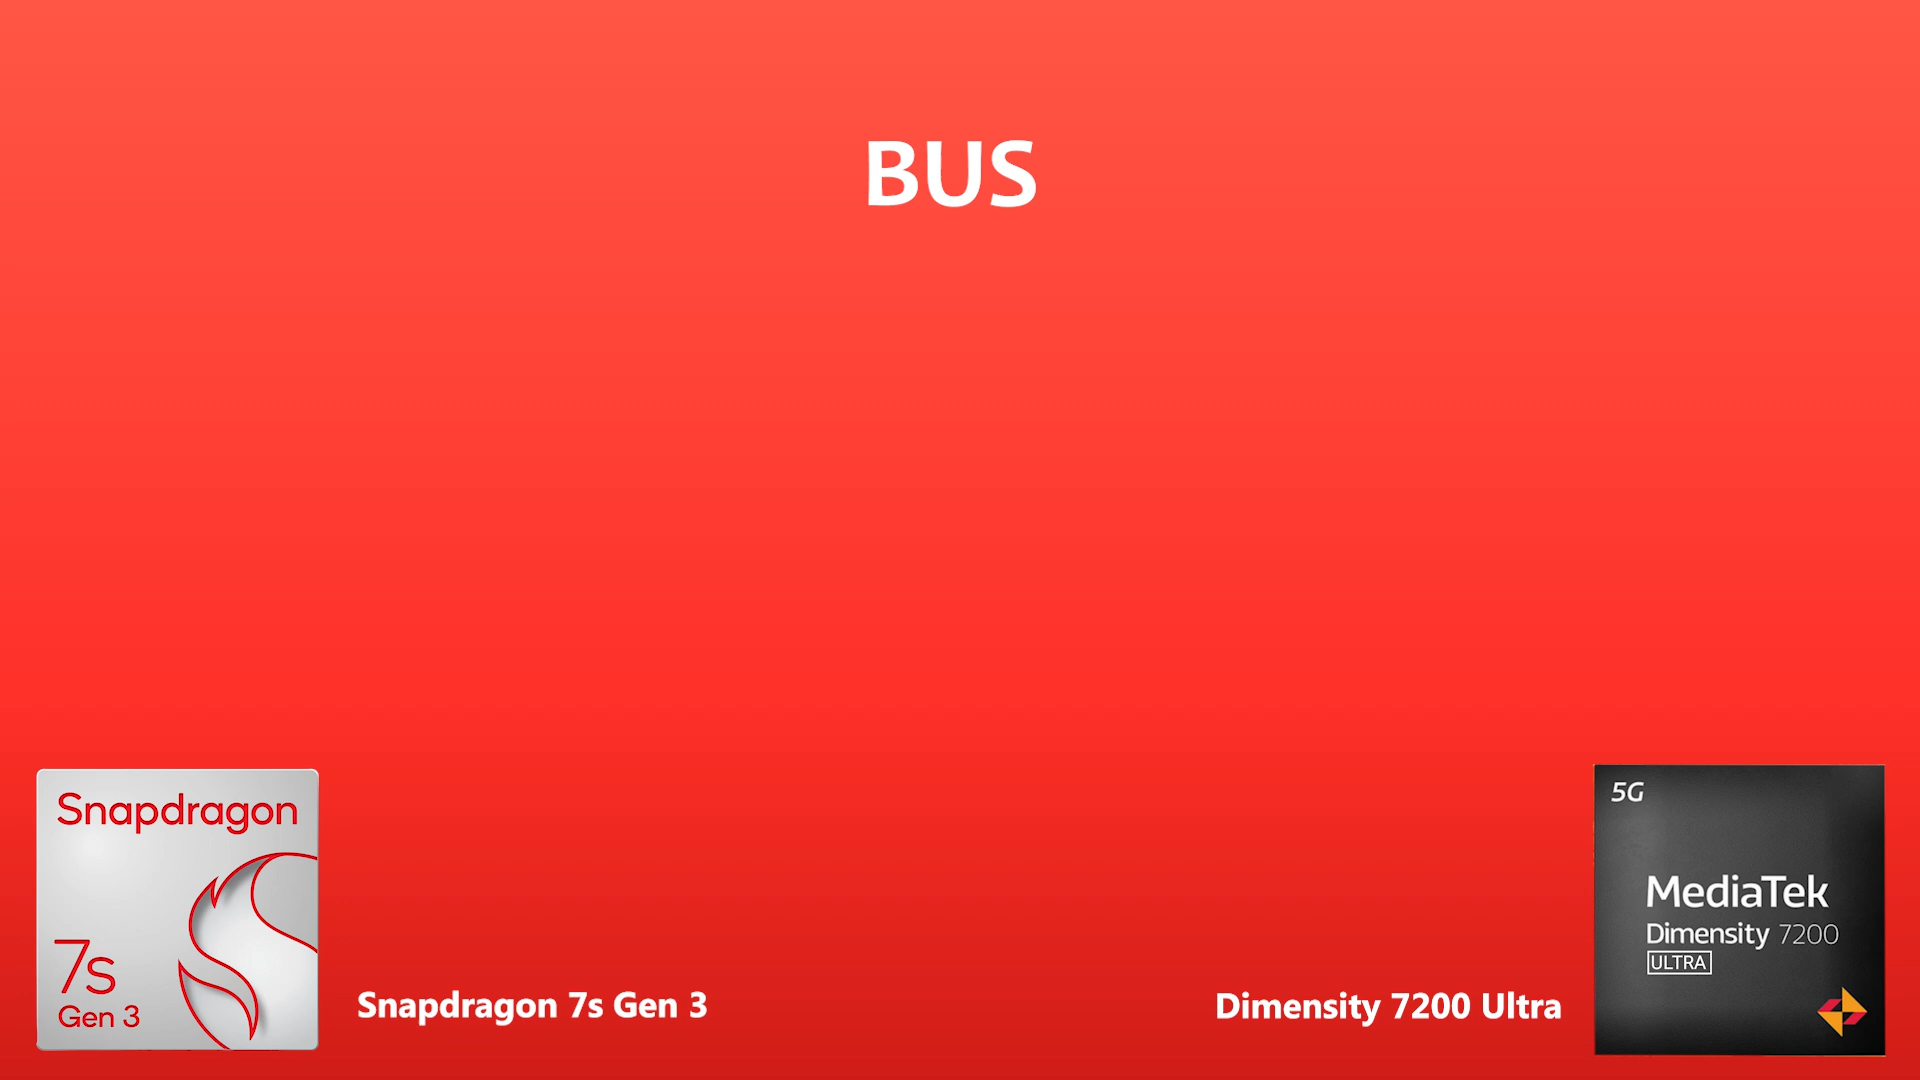 BUS
Snapdragon
7s
Gen 3
Snapdragon 7s Gen 3
Dimensity 7200 Ultra
5G
MediaTek
Dimensity 7200
ULTRA